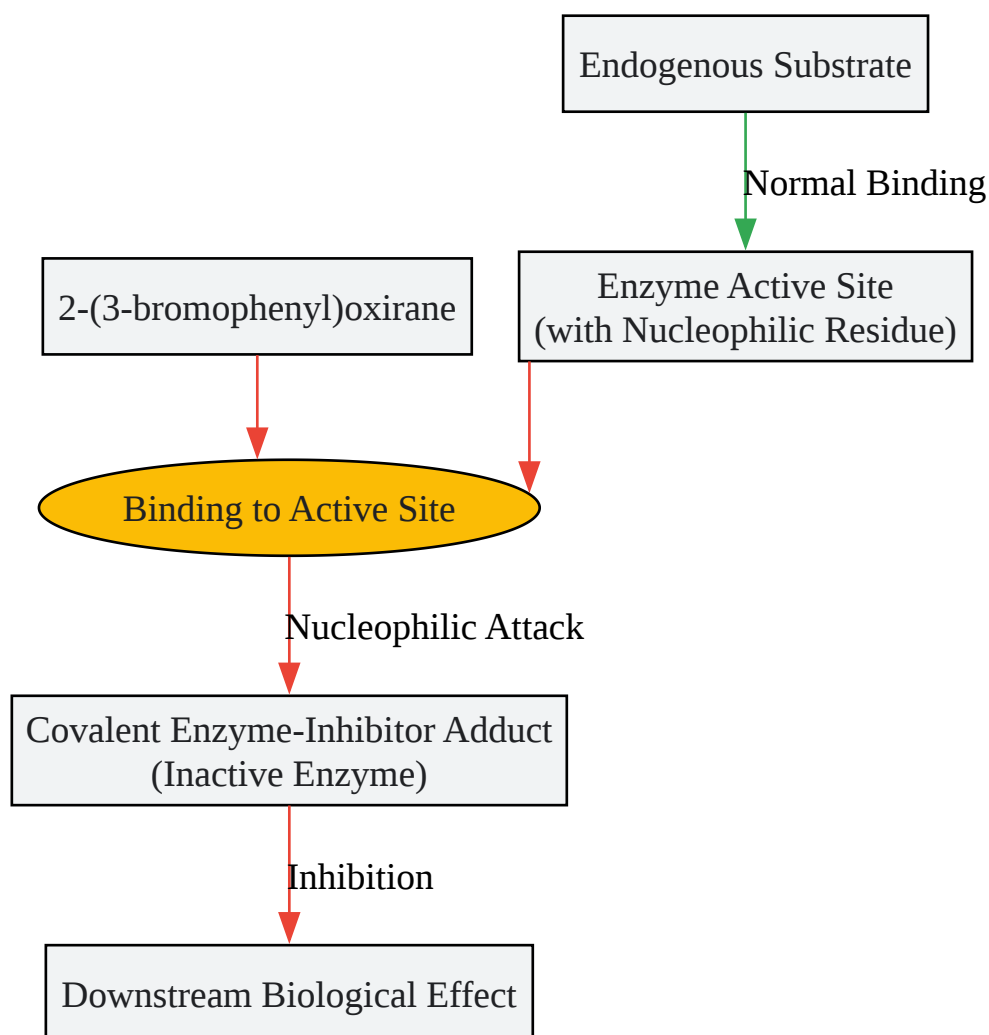 Endogenous Substrate
Normal Binding
2-(3-bromophenyl)oxirane
Enzyme Active Site
(with Nucleophilic Residue)
Binding to Active Site
Nucleophilic Attack
Covalent Enzyme-Inhibitor Adduct
(Inactive Enzyme)
Inhibition
Downstream Biological Effect